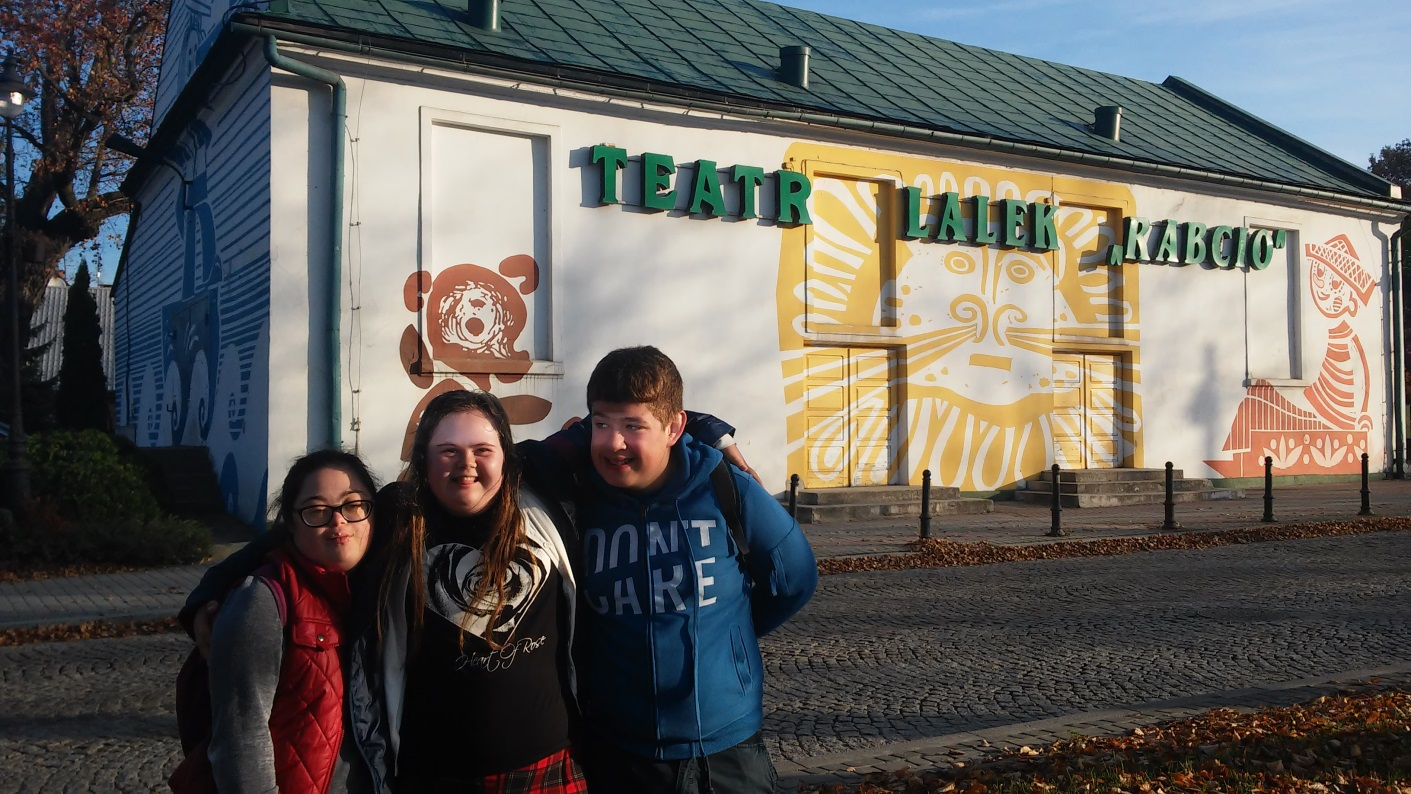 TEATR LALEK „RABCIO"
DON'T
CARE
Heart Of Rose